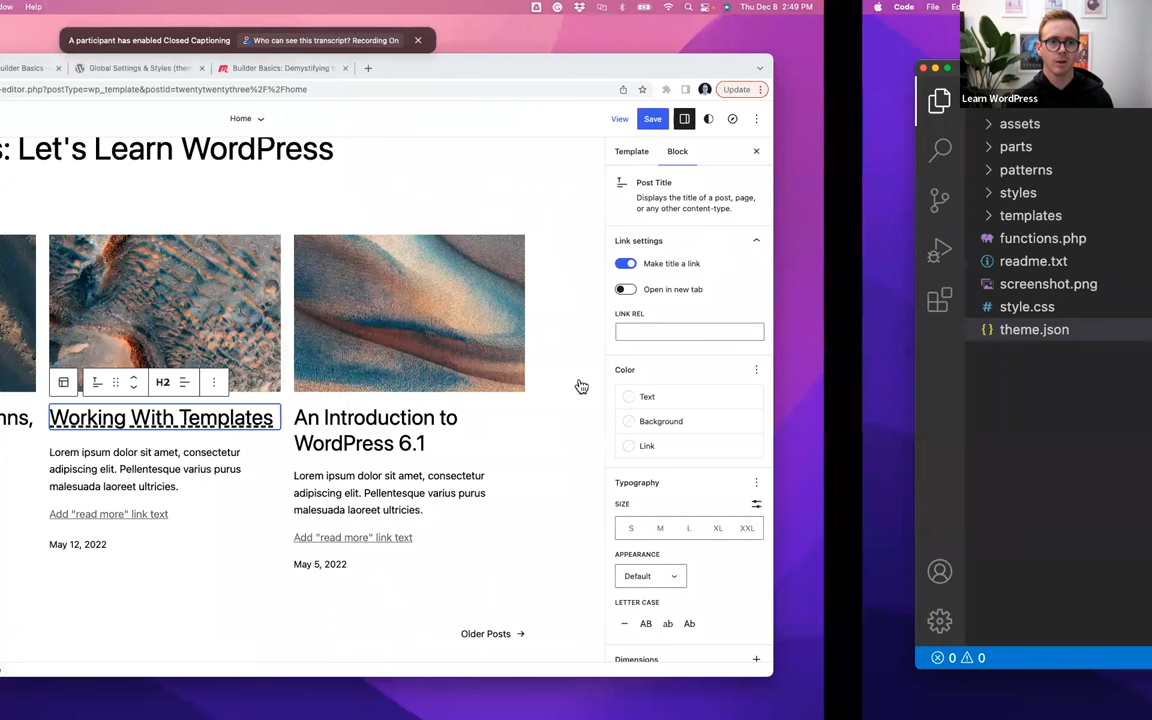 ow Help
Thu Dec 8 2:49 PM
A participant has enabled Closed Captioning Who can see this transcript? Recording On
uilder Basics -
Global Settings & Styles (them
Builder Basics: Demystifying t
-editor.php?postType=wp_template&postId=twentytwentythree%2F%2Fhome
Update
Home
View
Save
s: Let's Learn WordPress
Template
Block
Post Title
Displays the title of a post, page,
or any other content-type.
Link settings
Make title a link
Open in new tab
LINK REL
Color
Text
Background
Link
Typography
SIZE
S M L XL XXL
APPEARANCE
Default
LETTER CASE
– AB ab Ab
Dimensions
H2
rns,
Working With Templates
Lorem ipsum dolor sit amet, consectetur
adipiscing elit. Pellentesque varius purus
malesuada laoreet ultricies.
Add "read more" link text
May 12, 2022
An Introduction to
WordPress 6.1
Lorem ipsum dolor sit amet, consectetur
adipiscing elit. Pellentesque varius purus
malesuada laoreet ultricies.
Add "read more" link text
May 5, 2022
Older Posts →
Code File Ed
Learn WordPress
assets
parts
patterns
styles
templates
functions.php
readme.txt
screenshot.png
style.css
theme.json
0 0